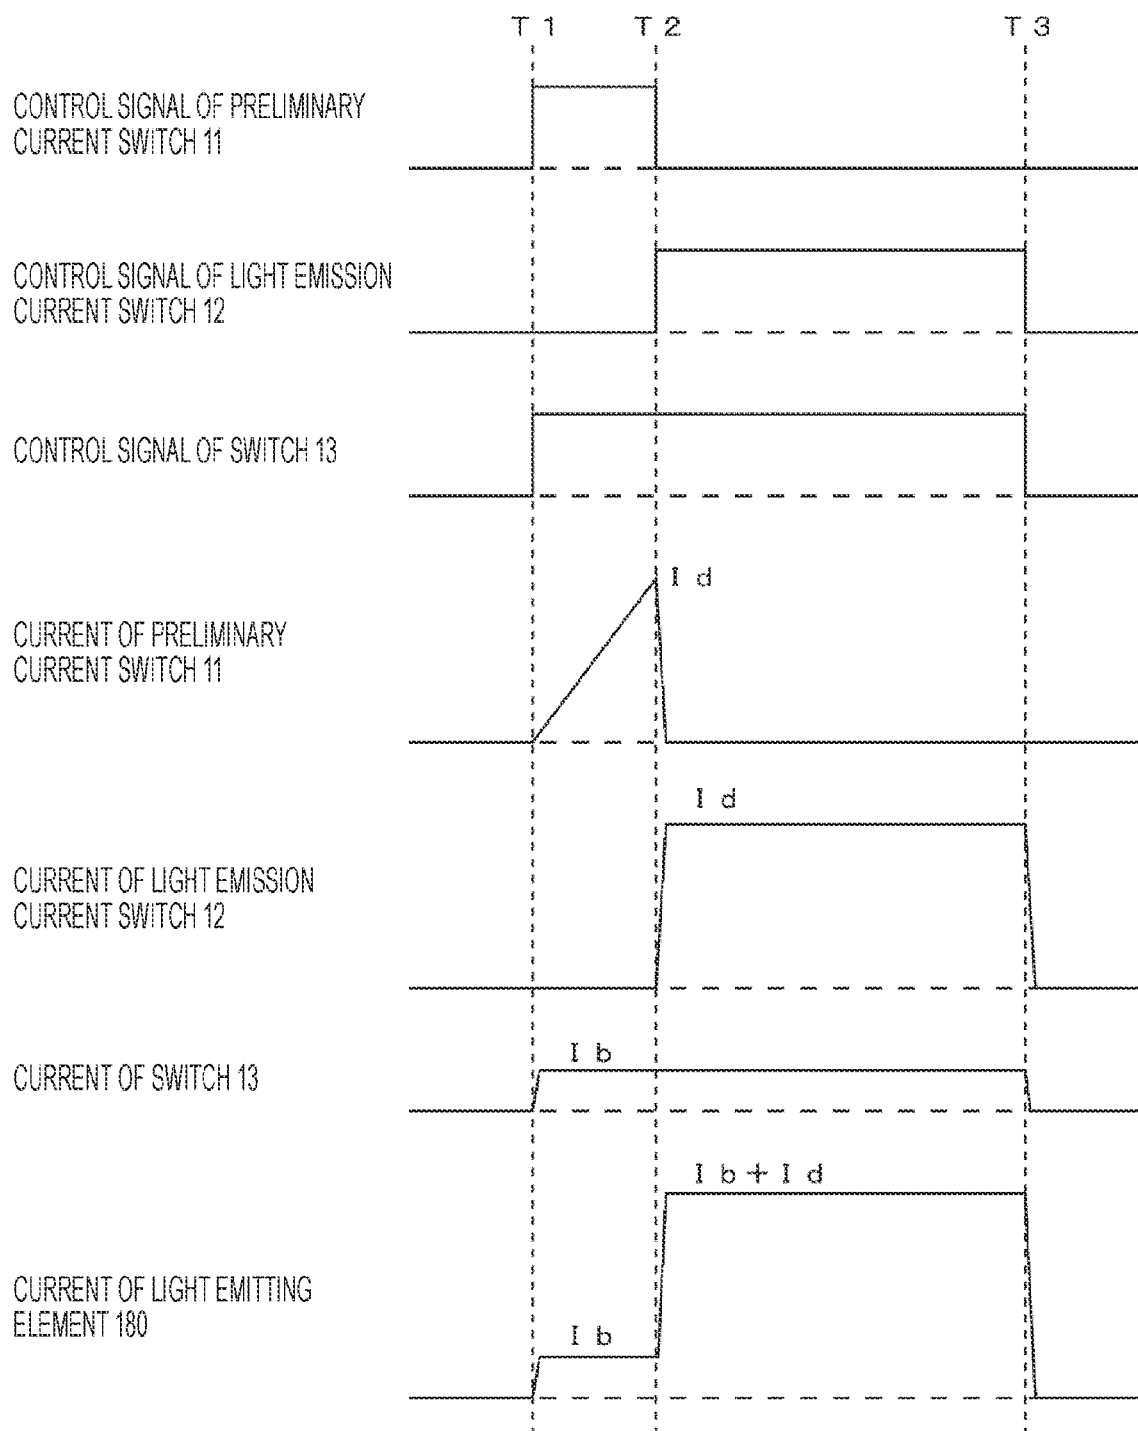 T1 T2 T3
CONTROL SIGNAL OF PRELIMINARY
CURRENT SWITCH 11
CONTROL SIGNAL OF LIGHT EMISSION
CURRENT SWITCH 12
CONTROL SIGNAL OF SWITCH 13
Id
CURRENT OF PRELIMINARY
CURRENT SWITCH 11
Id
CURRENT OF LIGHT EMISSION
CURRENT SWITCH 12
Ib
CURRENT OF SWITCH 13
Ib+Id
CURRENT OF LIGHT EMITTING
ELEMENT 180
Ib